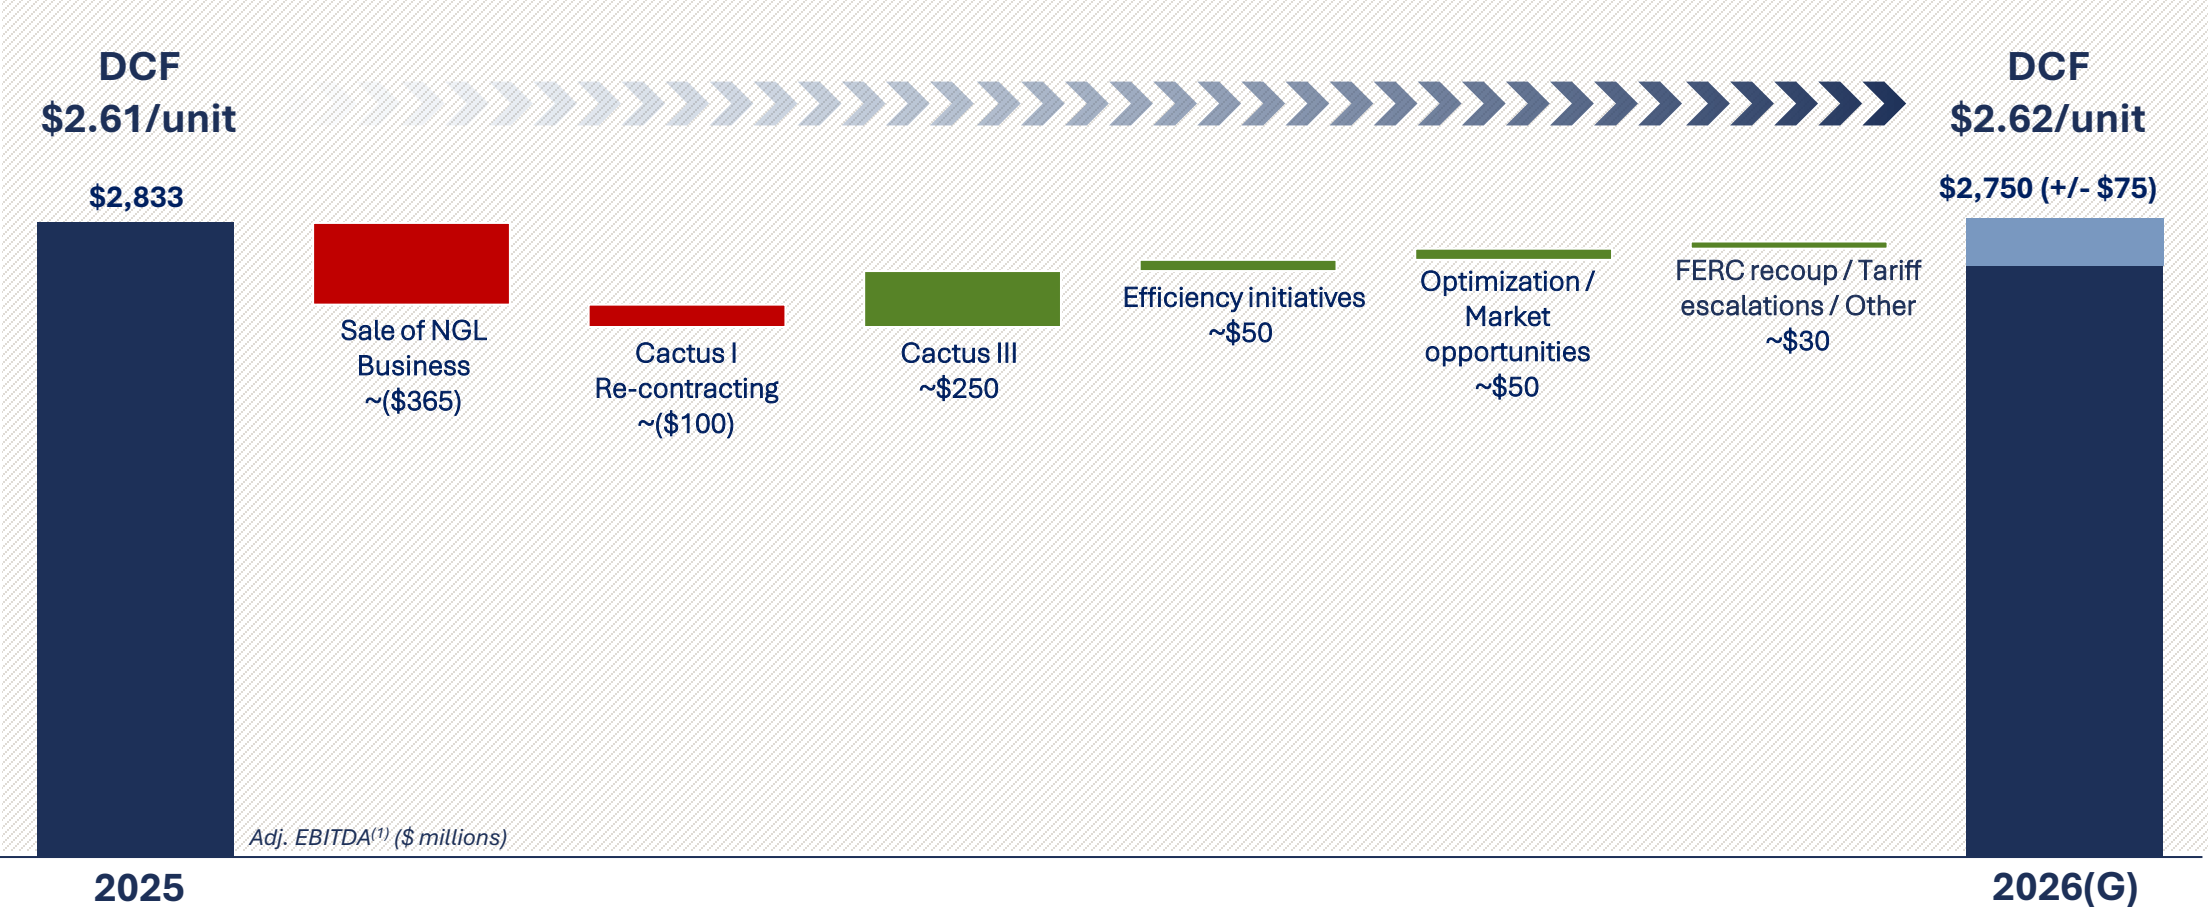 DCF
$2.61/unit
DCF
$2.62/unit
$2,833
$2,750 (+/- $75)
Sale of NGL
Business
~($365)
Cactus I
Re-contracting
~($100)
Cactus III
~$250
Efficiency initiatives
~$50
Optimization /
Market
opportunities
~$50
FERC recoup / Tariff
escalations / Other
~$30
Adj. EBITDA(1) ($ millions)
2025
2026(G)